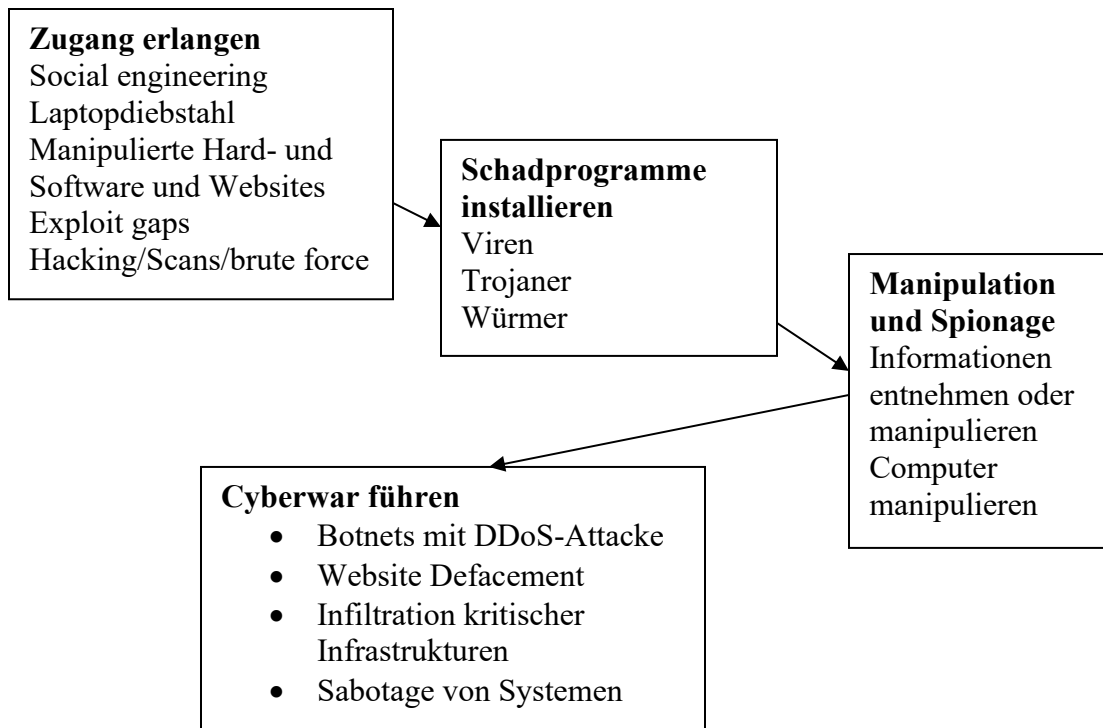 Zugang erlangen
Social engineering
Laptopdiebstahl
Manipulierte Hard- und
Software und Websites
Exploit gaps
Hacking/Scans/brute force
Schadprogramme
installieren
Viren
Trojaner
Würmer
Manipulation
und Spionage
Informationen
entnehmen oder
manipulieren
Computer
manipulieren
Cyberwar führen
• Botnets mit DDoS-Attacke
• Website Defacement
• Infiltration kritischer
Infrastrukturen
• Sabotage von Systemen